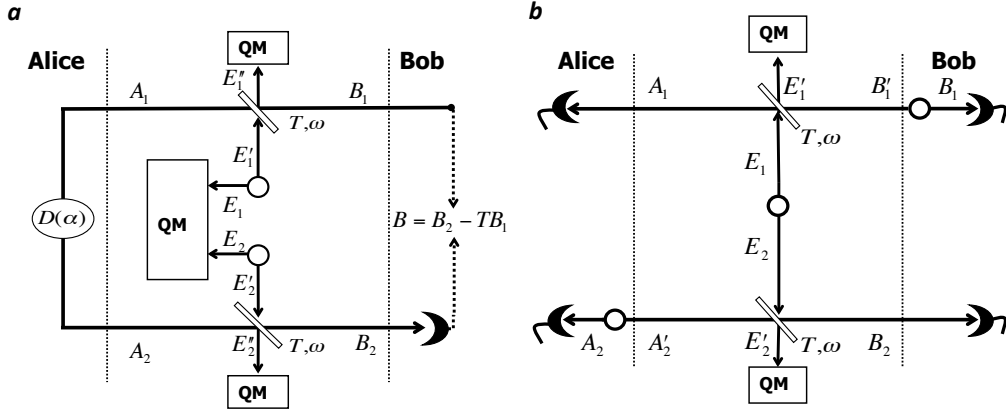 a
b
QM
QM
Alice
Bob
Alice
Bob
A₁
E₁″
B₁
A₁
E₁′
B₁′
B₁
T,ω
T,ω
E₁′
E₁
QM
E₁
D(α)
B = B₂ − TB₁
E₂
E₂
E₂′
A₂
E₂″
T,ω
B₂
A₂
A₂′
E₂′
T,ω
B₂
QM
QM